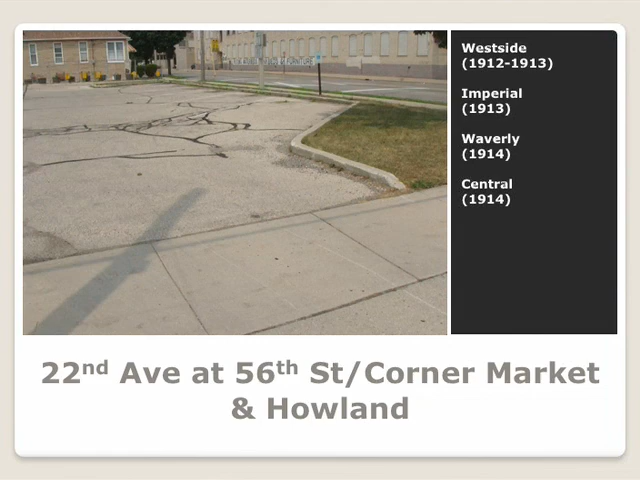 Westside
(1912-1913)
Imperial
(1913)
Waverly
(1914)
Central
(1914)
22nd Ave at 56th St/Corner Market
& Howland